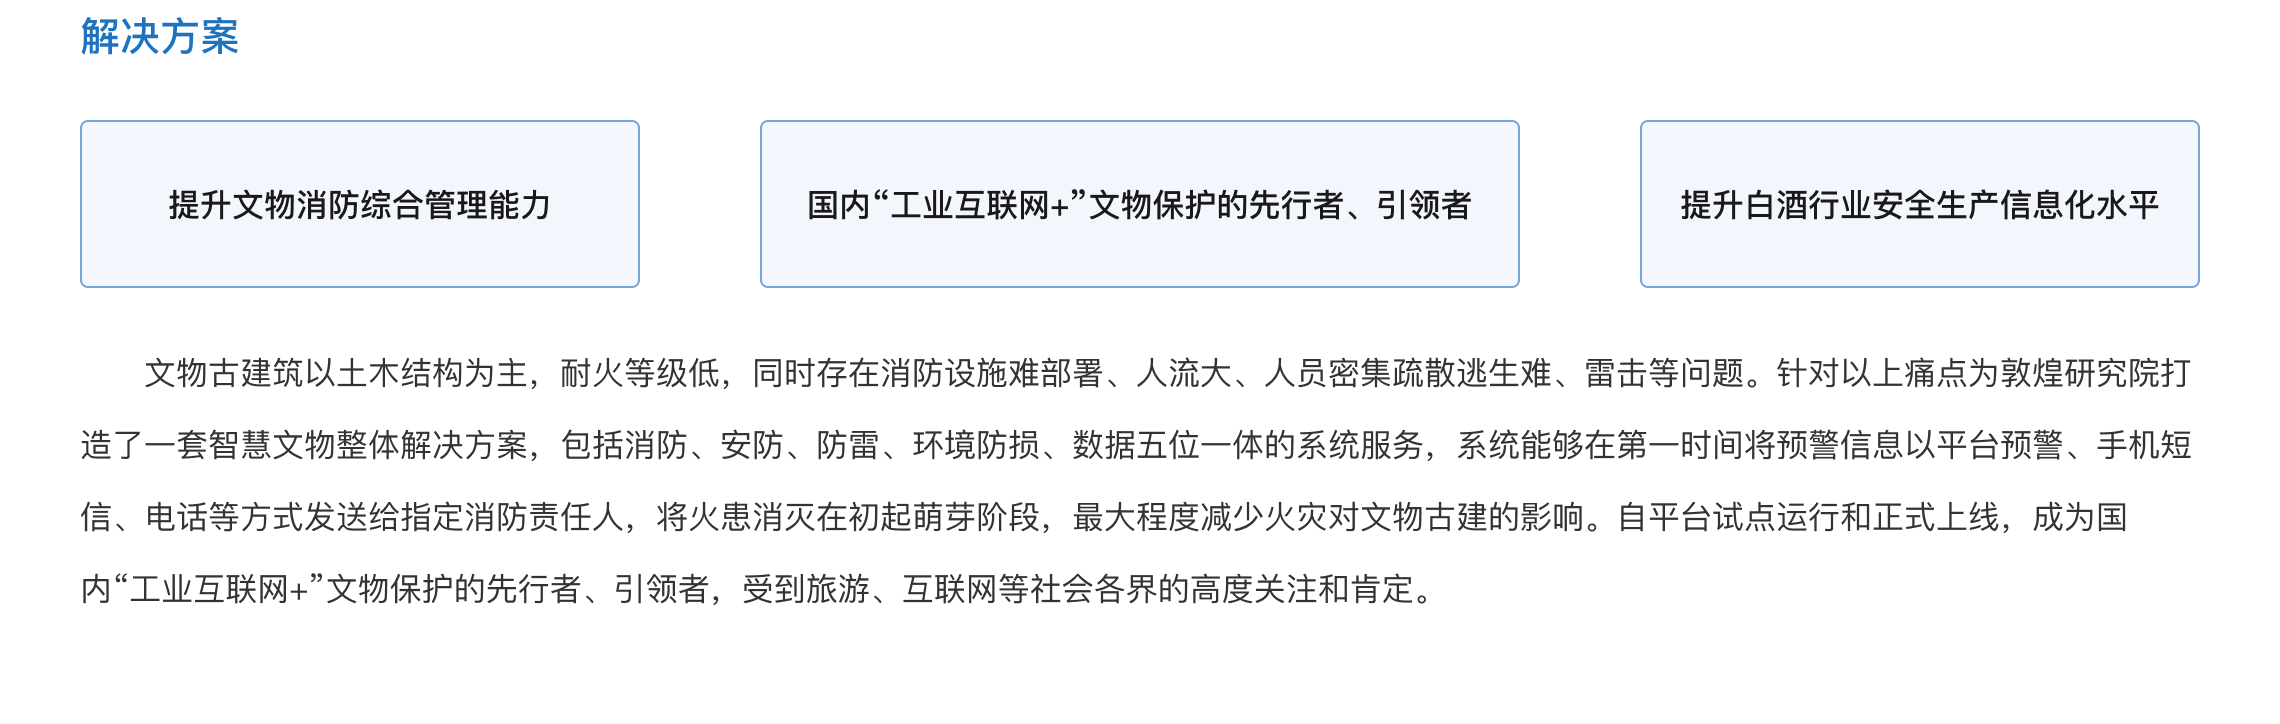 解决方案
提升文物消防综合管理能力
国内“工业互联网+”文物保护的先行者、引领者
提升白酒行业安全生产信息化水平
文物古建筑以土木结构为主，耐火等级低，同时存在消防设施难部署、人流大、人员密集疏散逃生难、雷击等问题。针对以上痛点为敦煌研究院打
造了一套智慧文物整体解决方案，包括消防、安防、防雷、环境防损、数据五位一体的系统服务，系统能够在第一时间将预警信息以平台预警、手机短
信、电话等方式发送给指定消防责任人，将火患消灭在初起萌芽阶段，最大程度减少火灾对文物古建的影响。自平台试点运行和正式上线，成为国
内“工业互联网+”文物保护的先行者、引领者，受到旅游、互联网等社会各界的高度关注和肯定。